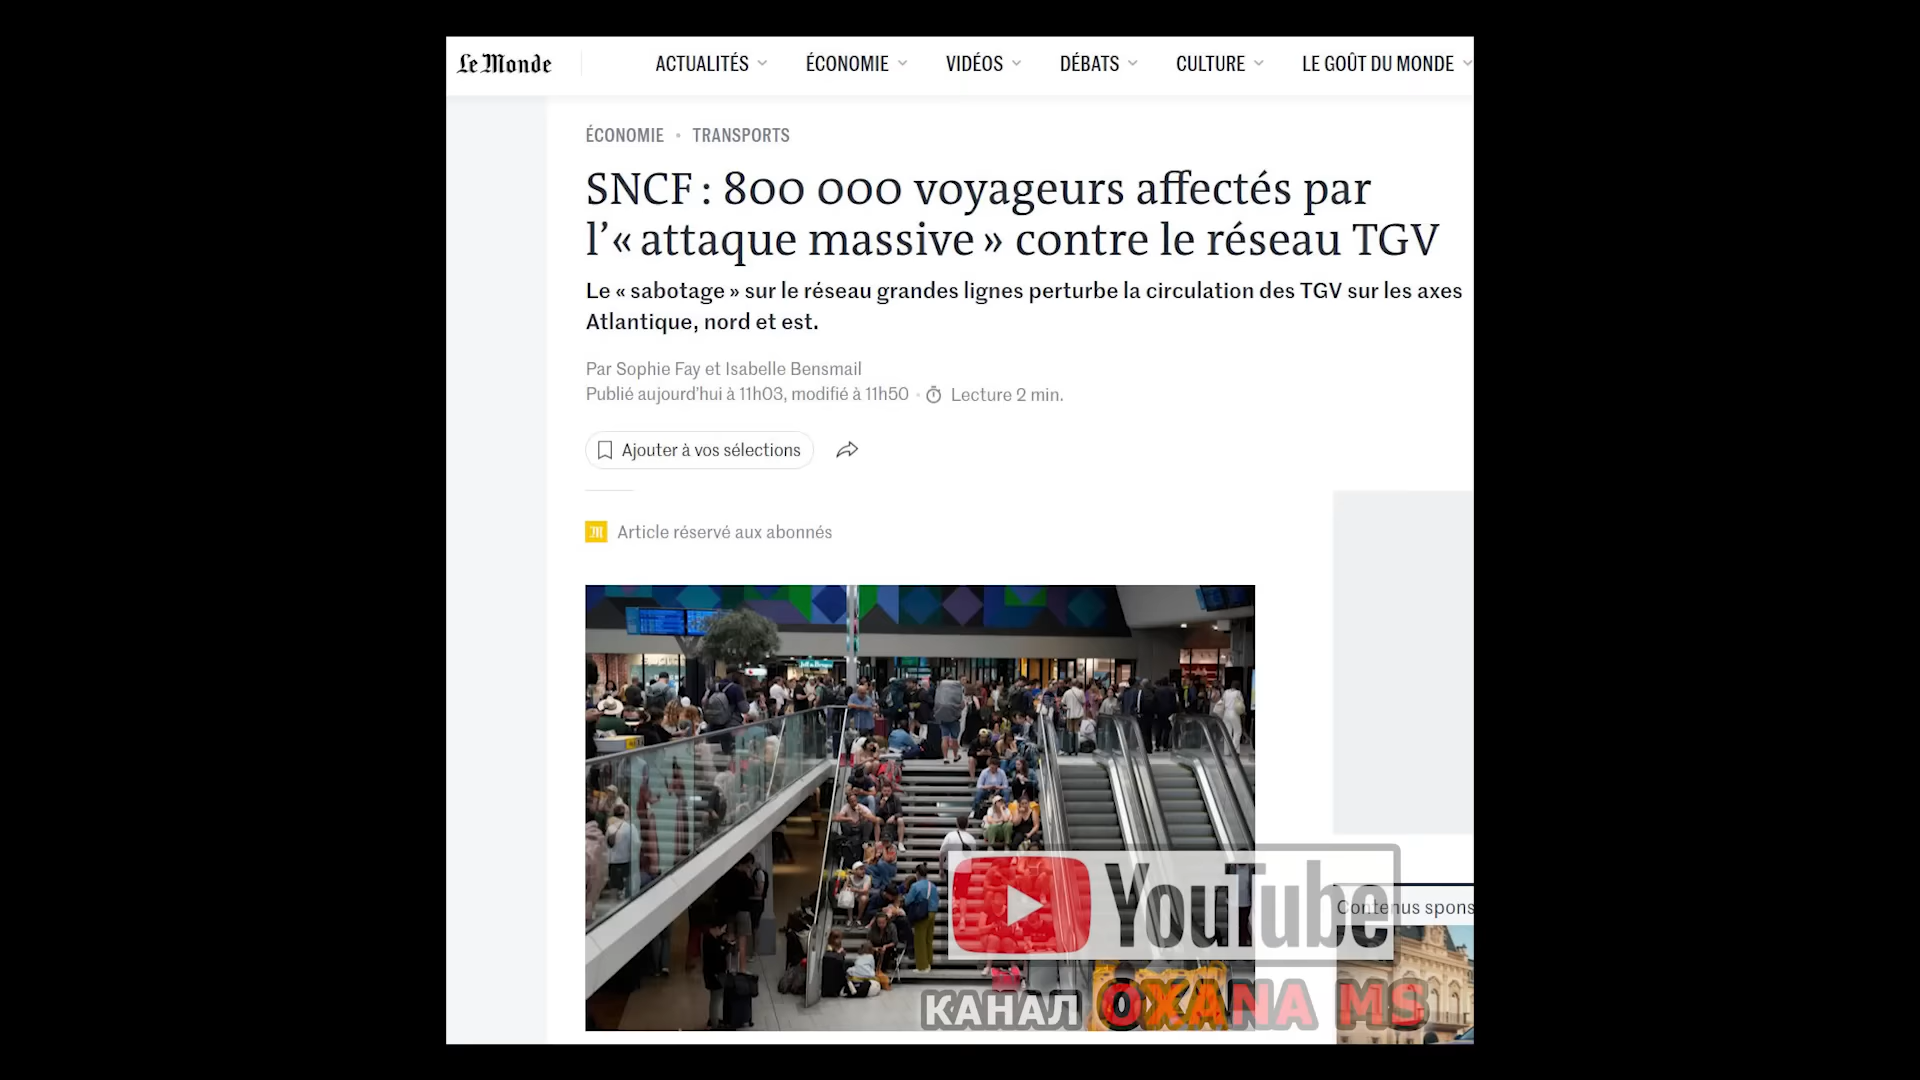 Le Monde
ACTUALITÉS ÉCONOMIE VIDÉOS DÉBATS CULTURE LE GOÛT DU MONDE
ÉCONOMIE • TRANSPORTS
SNCF : 800 000 voyageurs affectés par
l’« attaque massive » contre le réseau TGV
Le « sabotage » sur le réseau grandes lignes perturbe la circulation des TGV sur les axes
Atlantique, nord et est.
Par Sophie Fay et Isabelle Bensmail
Publié aujourd’hui à 11h03, modifié à 11h50 • Lecture 2 min.
Ajouter à vos sélections
M Article réservé aux abonnés
YouTube
Contenus spons
КАНАЛ OXANA MS